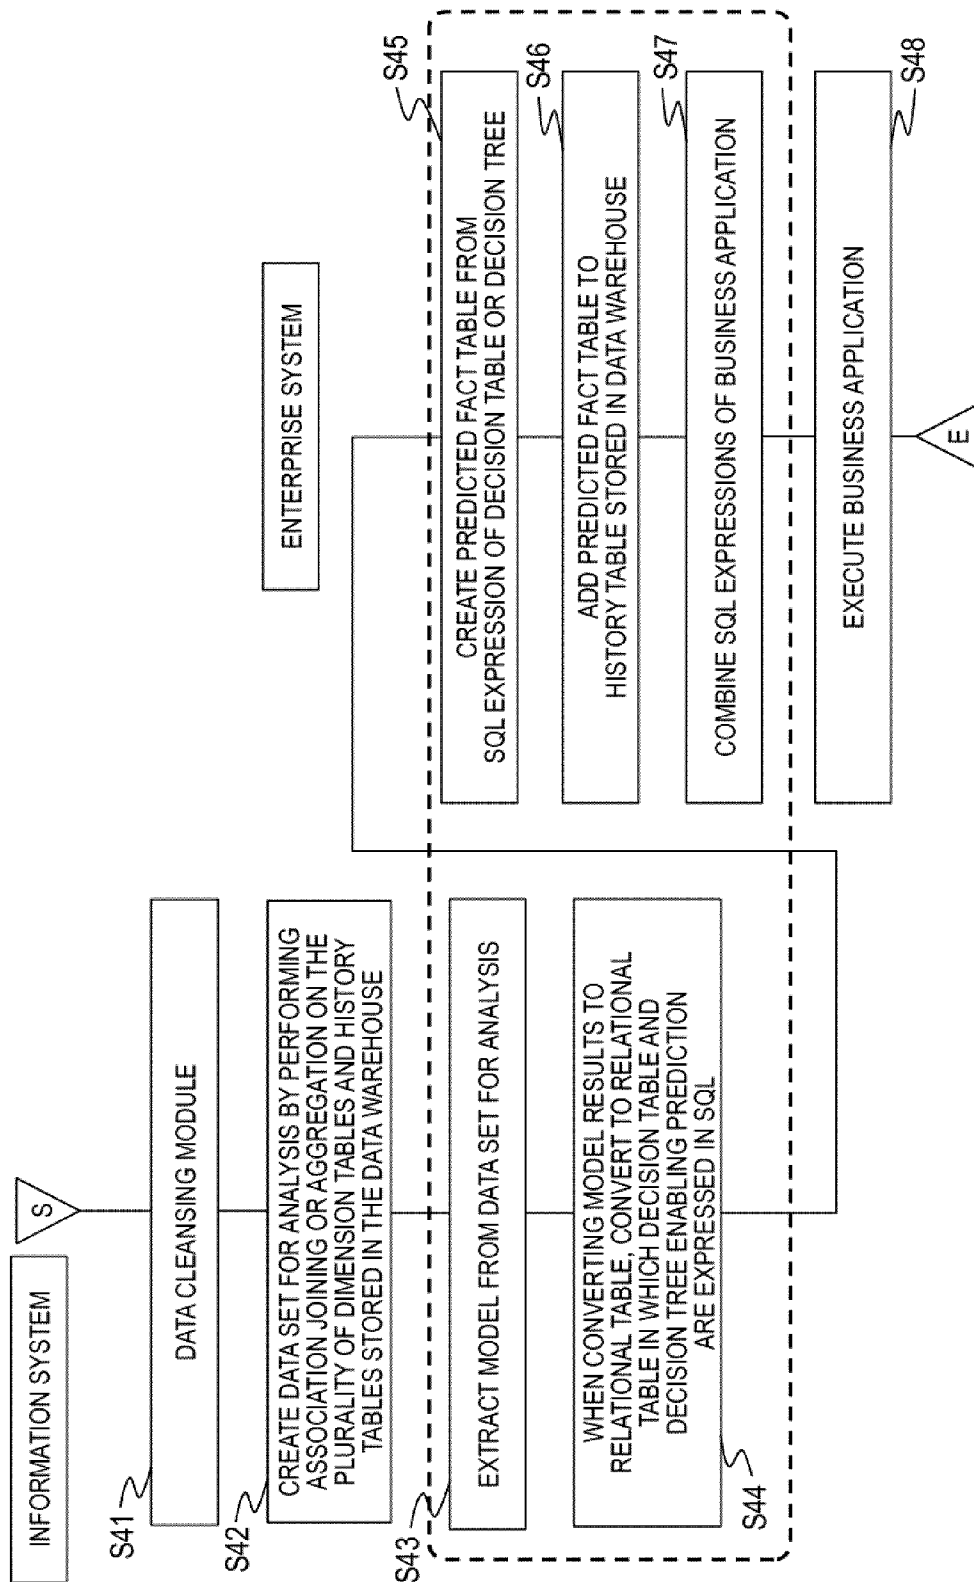 INFORMATION SYSTEM
S
S41
DATA CLEANSING MODULE
S42
CREATE DATA SET FOR ANALYSIS BY PERFORMING
ASSOCIATION JOINING OR AGGREGATION ON THE
PLURALITY OF DIMENSION TABLES AND HISTORY
TABLES STORED IN THE DATA WAREHOUSE
S43
EXTRACT MODEL FROM DATA SET FOR ANALYSIS
WHEN CONVERTING MODEL RESULTS TO
RELATIONAL TABLE, CONVERT TO RELATIONAL
TABLE IN WHICH DECISION TABLE AND
DECISION TREE ENABLING PREDICTION
ARE EXPRESSED IN SQL
S44
ENTERPRISE SYSTEM
S45
CREATE PREDICTED FACT TABLE FROM
SQL EXPRESSION OF DECISION TABLE OR DECISION TREE
S46
ADD PREDICTED FACT TABLE TO
HISTORY TABLE STORED IN DATA WAREHOUSE
S47
COMBINE SQL EXPRESSIONS OF BUSINESS APPLICATION
S48
EXECUTE BUSINESS APPLICATION
E